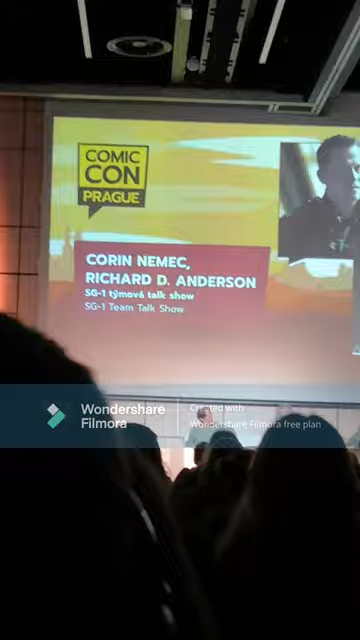 COMIC
CON
PRAGUE
CORIN NEMEC,
RICHARD D. ANDERSON
SG-1 týmová talk show
SG-1 Team Talk Show
Wondershare
Filmora
Created with
Wondershare Filmora free plan